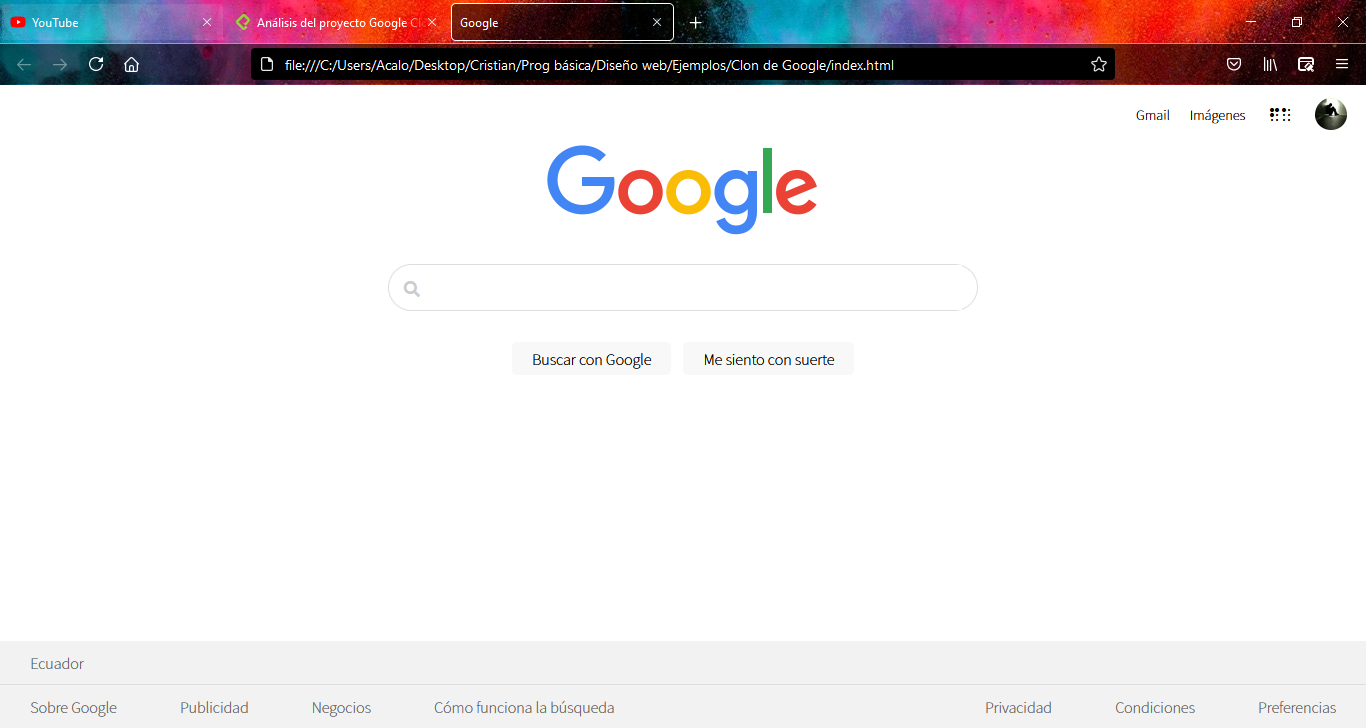 YouTube
Análisis del proyecto Google Cl
Google
file:///C:/Users/Acalo/Desktop/Cristian/Prog básica/Diseño web/Ejemplos/Clon de Google/index.html
Gmail Imágenes
Google
Buscar con Google Me siento con suerte
Ecuador
Sobre Google Publicidad Negocios Cómo funciona la búsqueda Privacidad Condiciones Preferencias